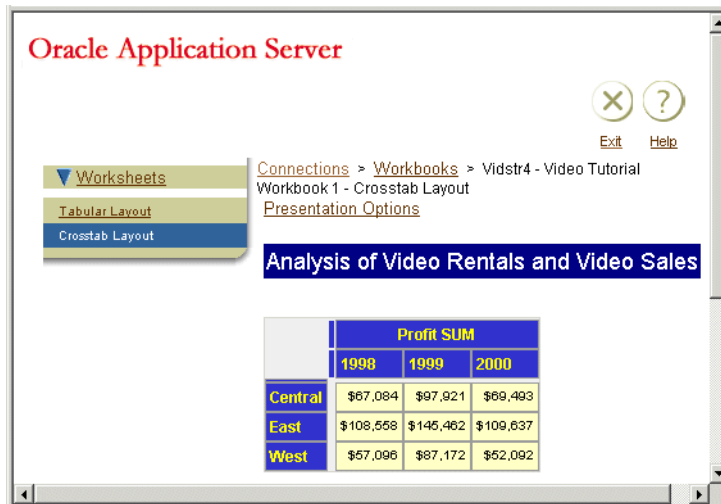 Oracle Application Server
Exit Help
Worksheets
Tabular Layout
Crosstab Layout
Connections > Workbooks > Vidstr4 - Video Tutorial
Workbook 1 - Crosstab Layout
Presentation Options
Analysis of Video Rentals and Video Sales
Profit SUM
1998 1999 2000
Central $67,084 $97,921 $69,493
East $108,558 $145,462 $109,637
West $57,096 $87,172 $52,092